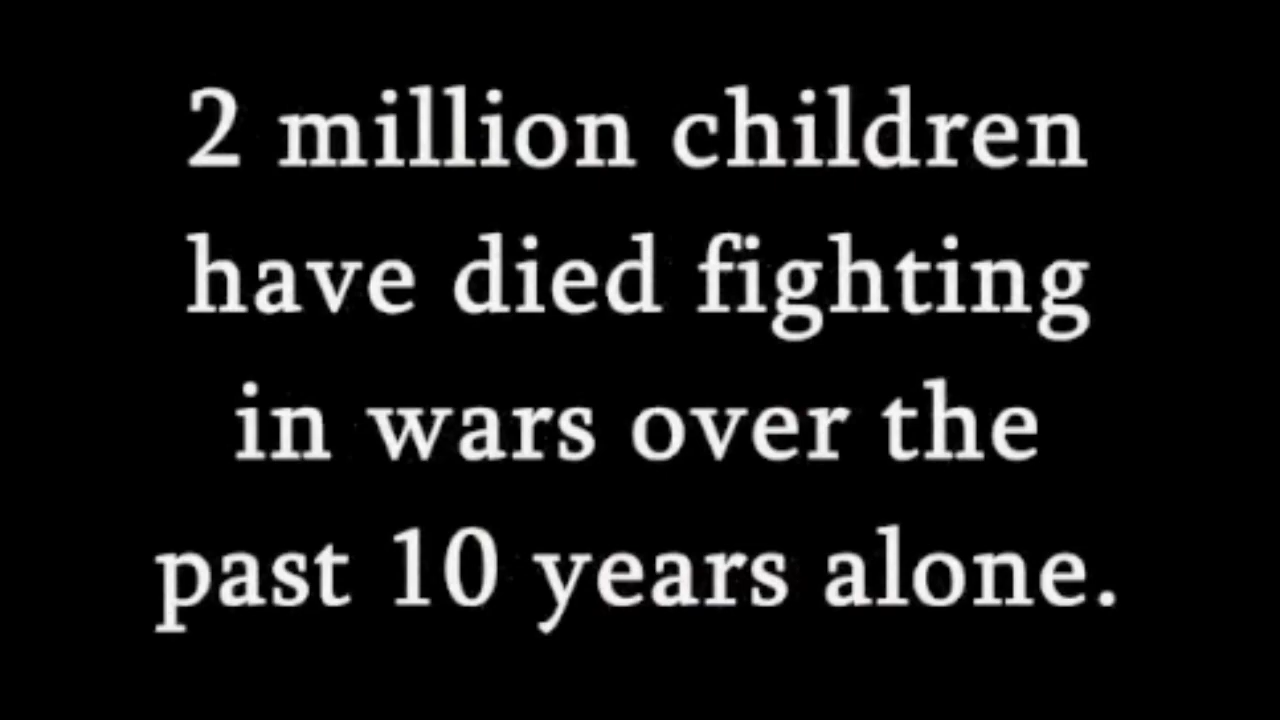 2 million children
have died fighting
in wars over the
past 10 years alone.